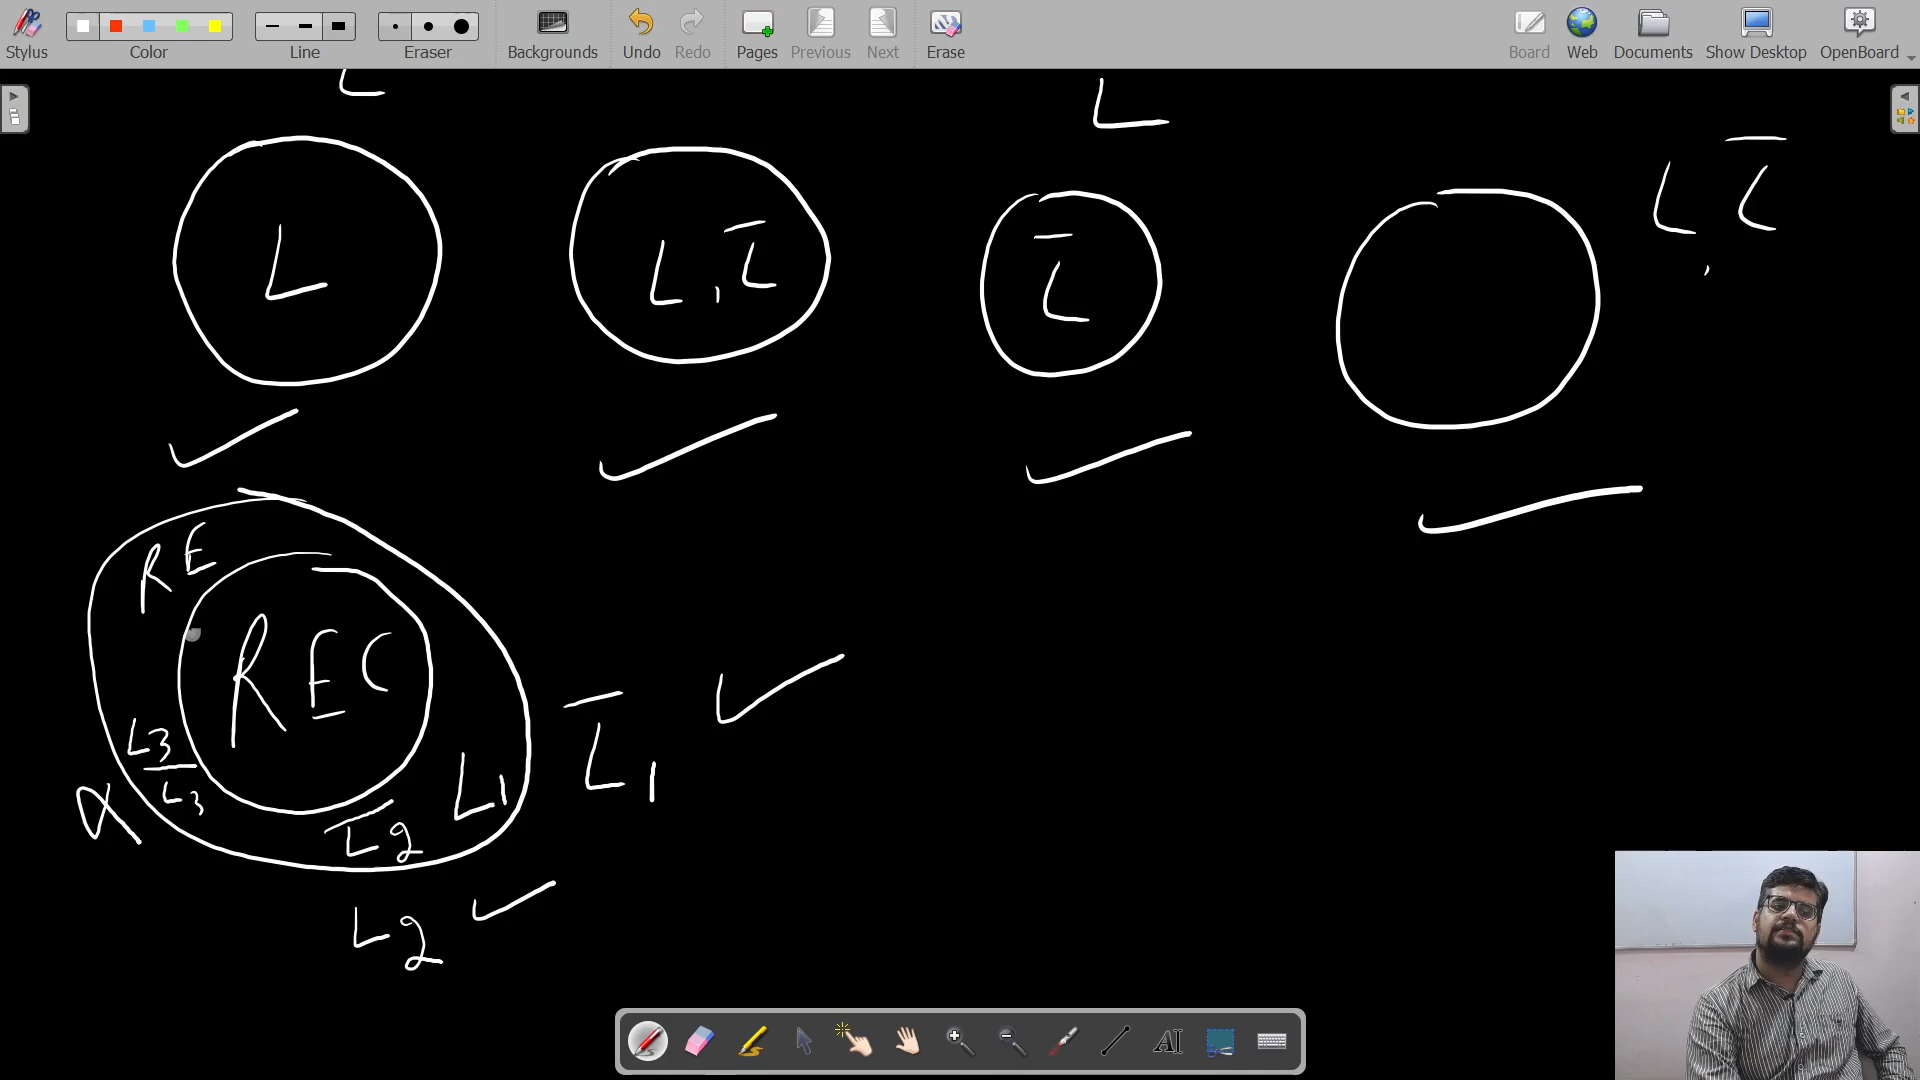 Stylus Color Line Eraser Backgrounds Undo Redo Pages Previous Next Erase Board Web Documents Show Desktop OpenBoard
L L
L L, L̅ L̅ L, L̅
RE
REC
L3
L̅3
L1 L̅1
L̅2
L2
AI